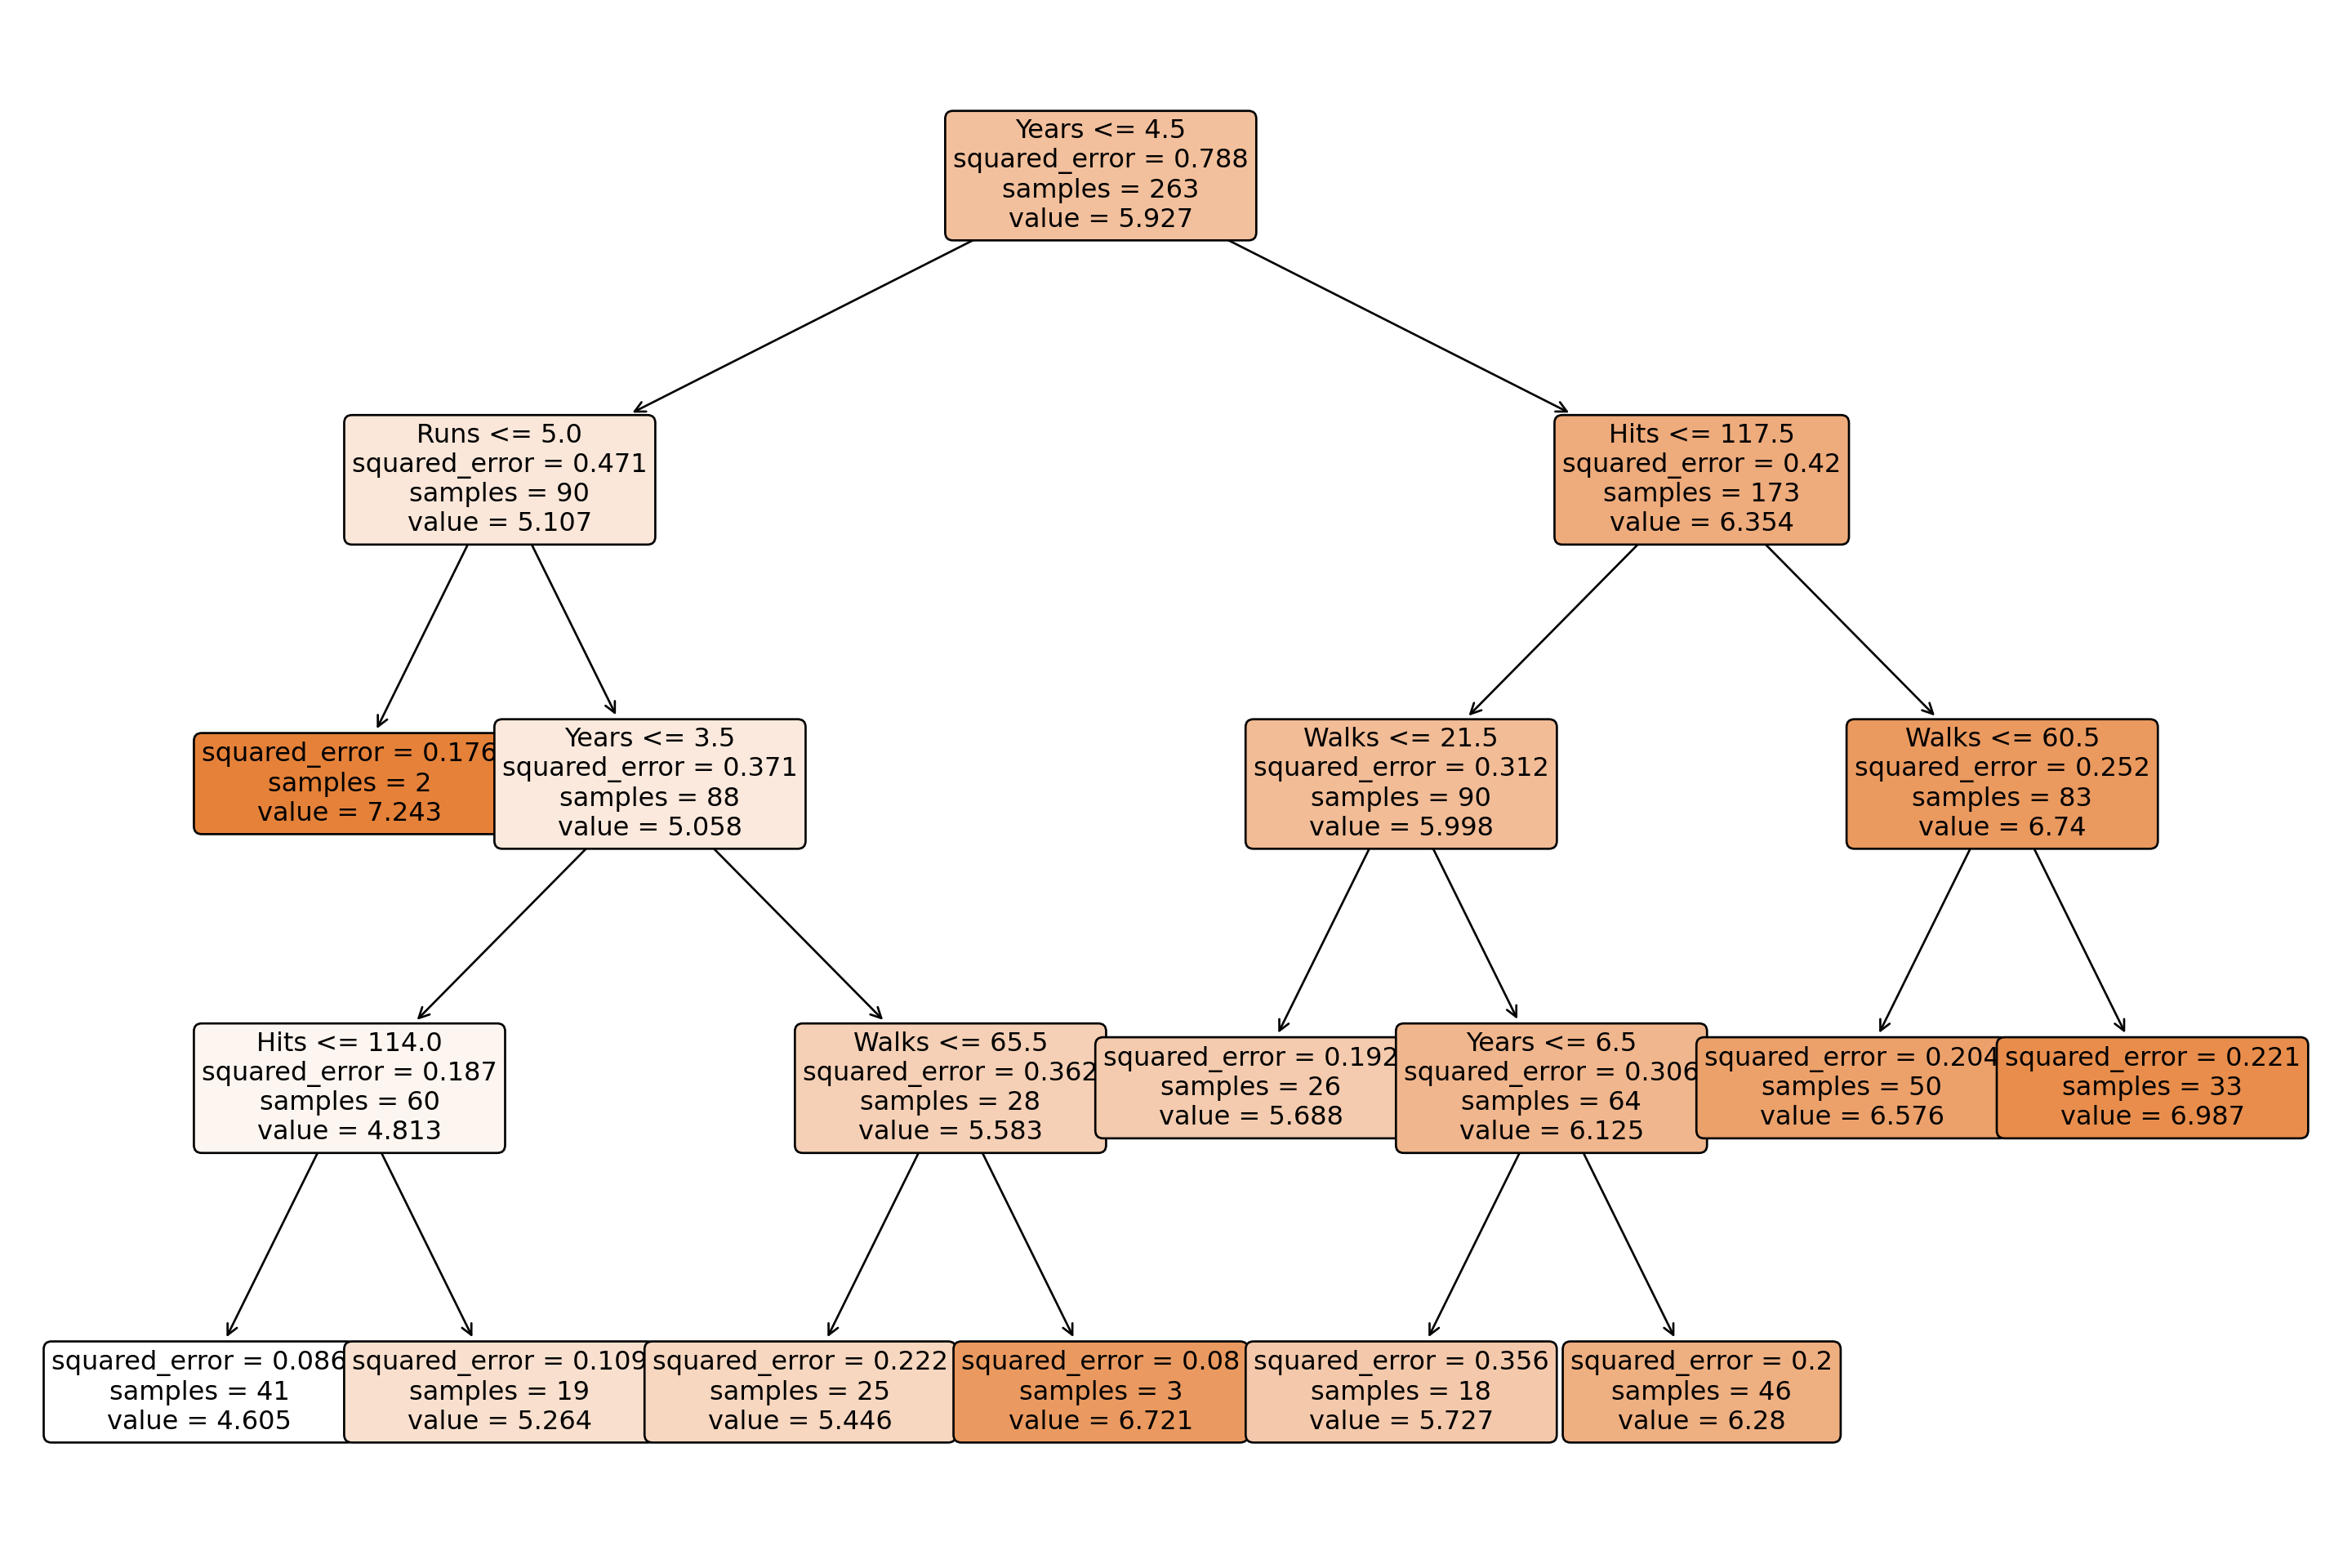 Years <= 4.5
squared_error = 0.788
samples = 263
value = 5.927
Runs <= 5.0
squared_error = 0.471
samples = 90
value = 5.107
Hits <= 117.5
squared_error = 0.42
samples = 173
value = 6.354
squared_error = 0.176
samples = 2
value = 7.243
Years <= 3.5
squared_error = 0.371
samples = 88
value = 5.058
Walks <= 21.5
squared_error = 0.312
samples = 90
value = 5.998
Walks <= 60.5
squared_error = 0.252
samples = 83
value = 6.74
Hits <= 114.0
squared_error = 0.187
samples = 60
value = 4.813
Walks <= 65.5
squared_error = 0.362
samples = 28
value = 5.583
squared_error = 0.192
samples = 26
value = 5.688
Years <= 6.5
squared_error = 0.306
samples = 64
value = 6.125
squared_error = 0.204
samples = 50
value = 6.576
squared_error = 0.221
samples = 33
value = 6.987
squared_error = 0.086
samples = 41
value = 4.605
squared_error = 0.109
samples = 19
value = 5.264
squared_error = 0.222
samples = 25
value = 5.446
squared_error = 0.08
samples = 3
value = 6.721
squared_error = 0.356
samples = 18
value = 5.727
squared_error = 0.2
samples = 46
value = 6.28